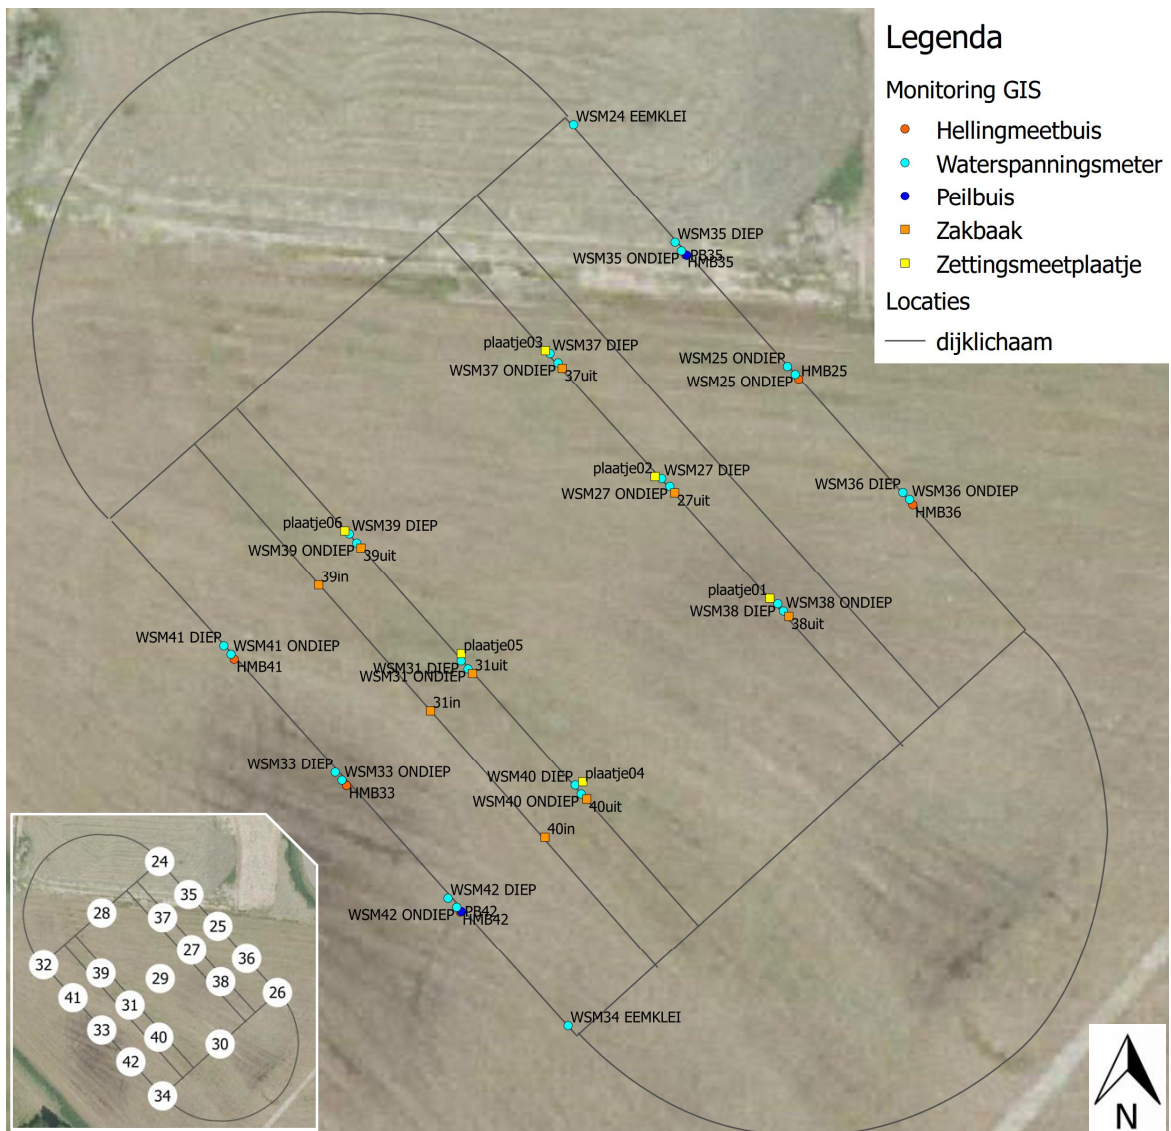 Legenda
Monitoring GIS
Hellingmeetbuis
Waterspanningsmeter
Peilbuis
Zakbaak
Zettingsmeetplaatje
Locaties
dijklichaam
WSM24 EEMKLEI
WSM35 DIEP
WSM35 ONDIEP
PB35
HMB35
plaatje03
WSM37 DIEP
WSM37 ONDIEP
37uit
WSM25 ONDIEP
HMB25
WSM25 ONDIEP
plaatje02
WSM27 DIEP
WSM27 ONDIEP
27uit
WSM36 DIEP
WSM36 ONDIEP
HMB36
plaatje06
WSM39 DIEP
WSM39 ONDIEP
39uit
39in
plaatje01
WSM38 ONDIEP
WSM38 DIEP
38uit
WSM41 DIEP
WSM41 ONDIEP
HMB41
plaatje05
WSM31 DIEP
31uit
WSM31 ONDIEP
31in
WSM33 DIEP
WSM33 ONDIEP
HMB33
WSM40 DIEP
plaatje04
WSM40 ONDIEP
40uit
40in
WSM42 DIEP
WSM42 ONDIEP
PB42
HMB42
WSM34 EEMKLEI
24
35
28
37
25
27
36
32
39
29
38
26
41
31
33
40
30
42
34
N